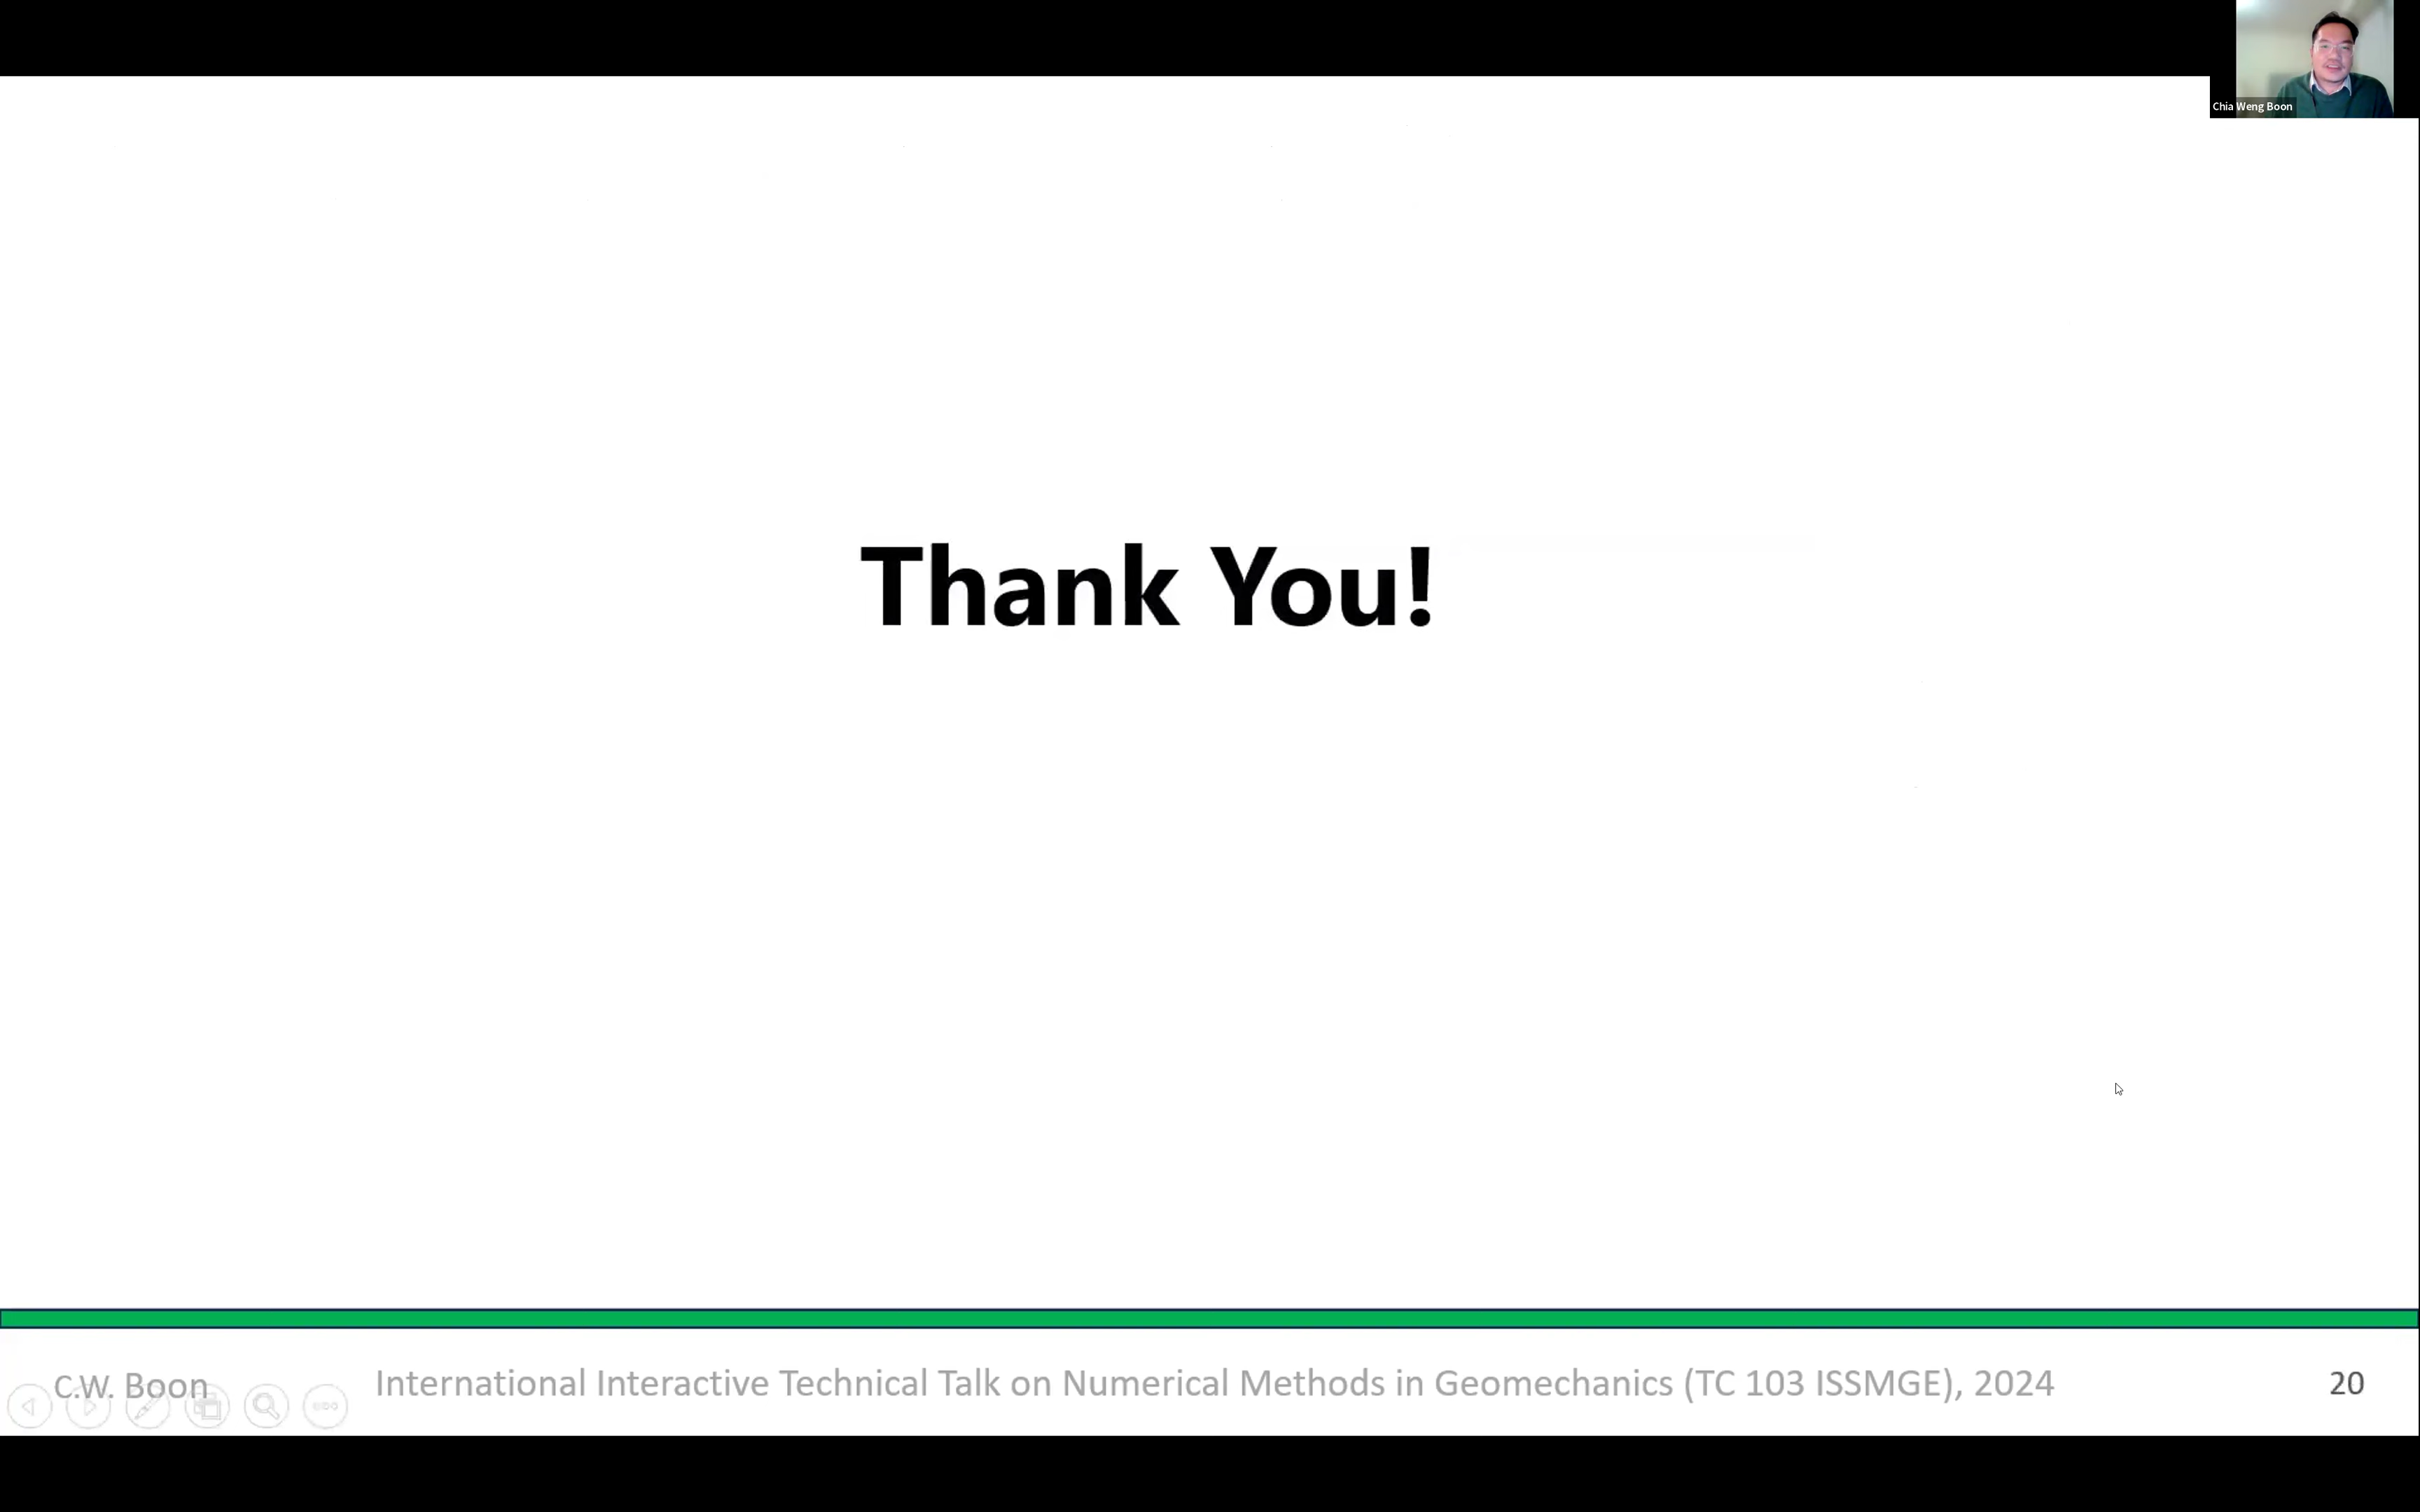 Chia Weng Boon
Thank You!
C.W. Boon
International Interactive Technical Talk on Numerical Methods in Geomechanics (TC 103 ISSMGE), 2024
20